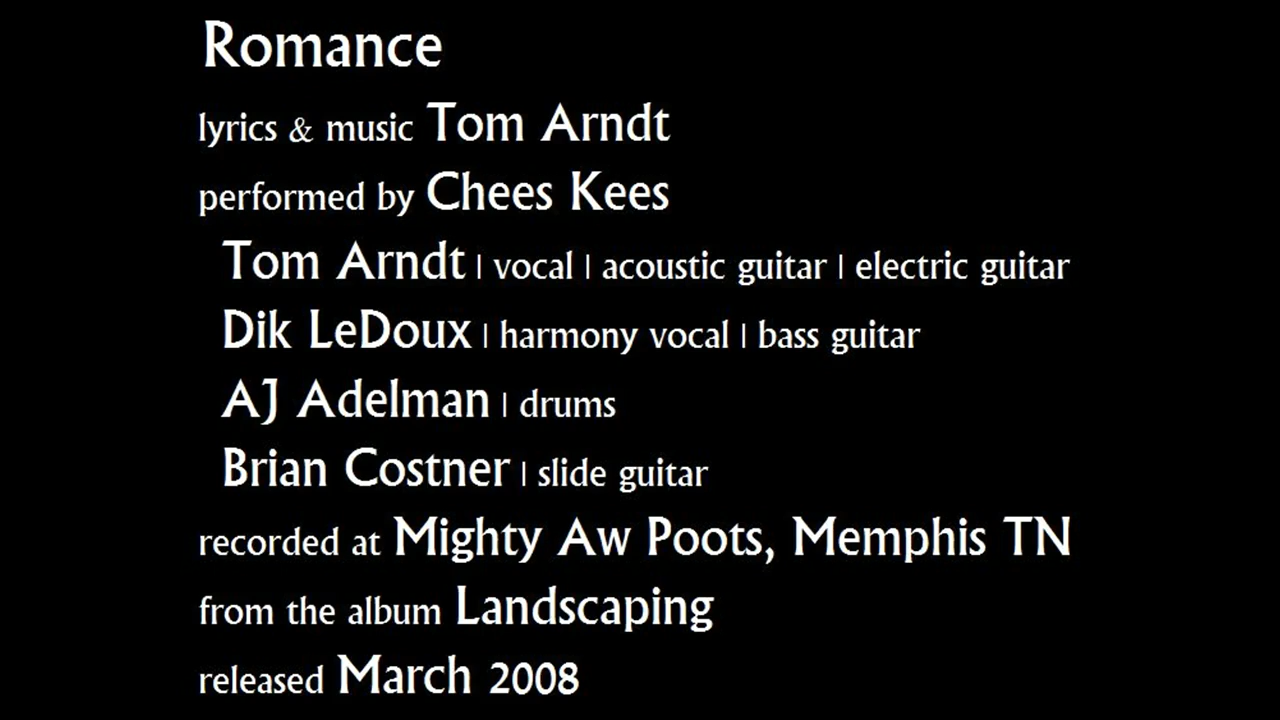 Romance
lyrics & music Tom Arndt
performed by Chees Kees
Tom Arndt | vocal | acoustic guitar | electric guitar
Dik LeDoux | harmony vocal | bass guitar
AJ Adelman | drums
Brian Costner | slide guitar
recorded at Mighty Aw Poots, Memphis TN
from the album Landscaping
released March 2008